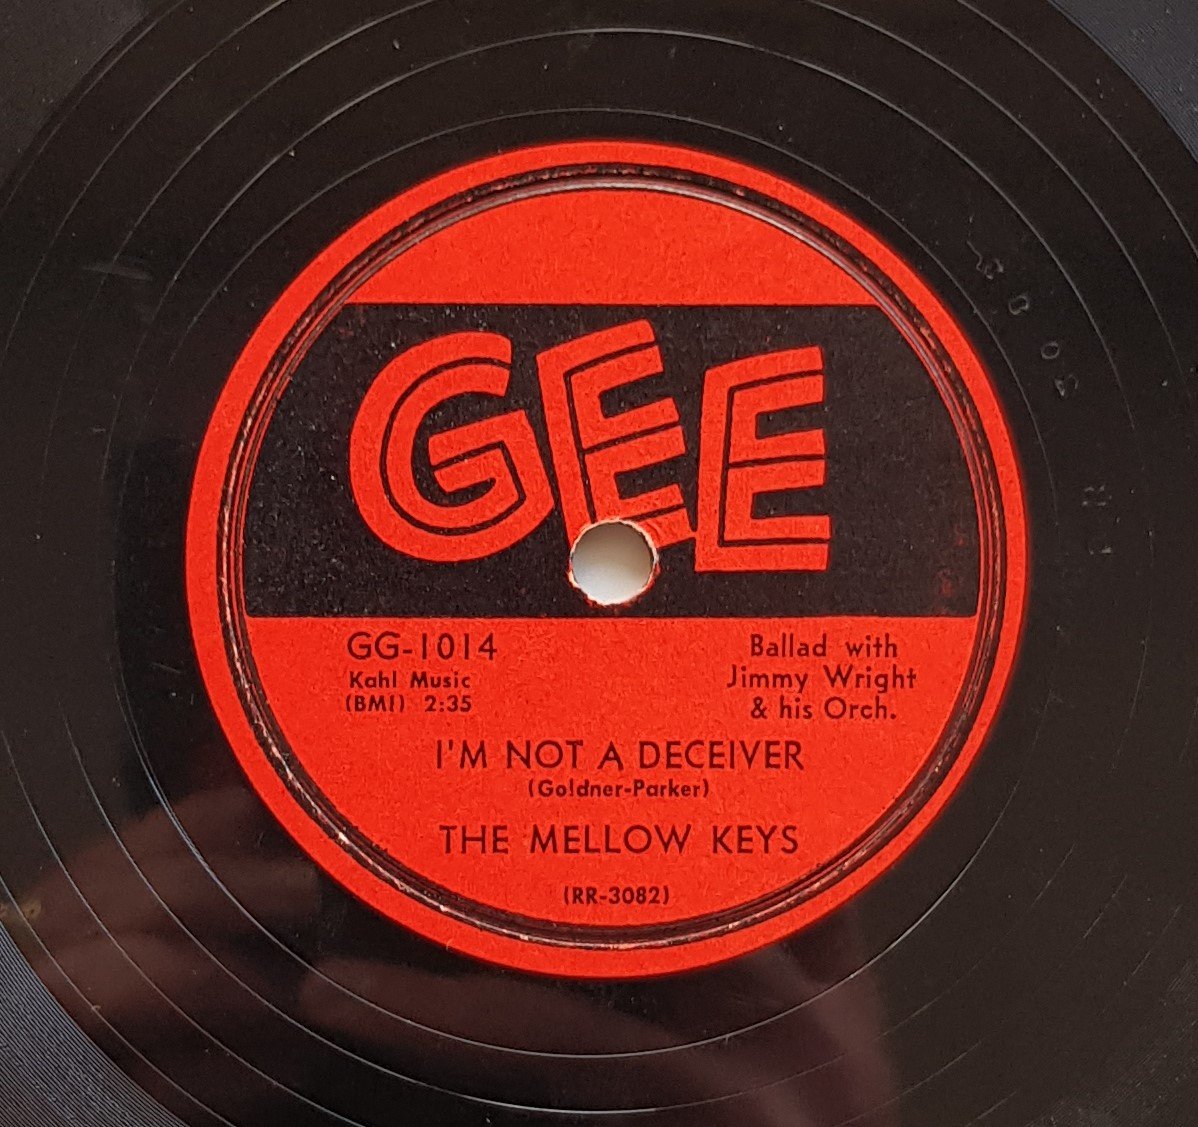 GEE
GG-1014
Kahl Music
(BMI) 2:35
Ballad with
Jimmy Wright
& his Orch.
I'M NOT A DECEIVER
(Goldner-Parker)
THE MELLOW KEYS
(RR-3082)